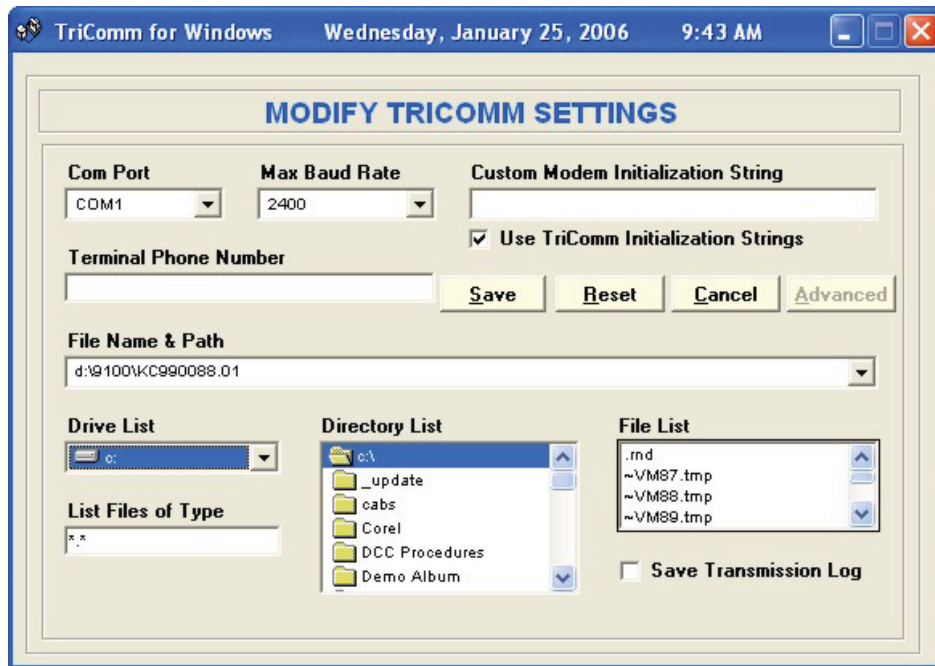 TriComm for Windows Wednesday, January 25, 2006 9:43 AM
MODIFY TRICOMM SETTINGS
Com Port Max Baud Rate Custom Modem Initialization String
COM1 2400
Use TriComm Initialization Strings
Terminal Phone Number
Save Reset Cancel Advanced
File Name & Path
d:\9100\KC990088.01
Drive List Directory List File List
c: c:\ .rnd
_update ~VM87.tmp
cabs ~VM88.tmp
List Files of Type Corel ~VM89.tmp
*.* DCC Procedures
Demo Album Save Transmission Log